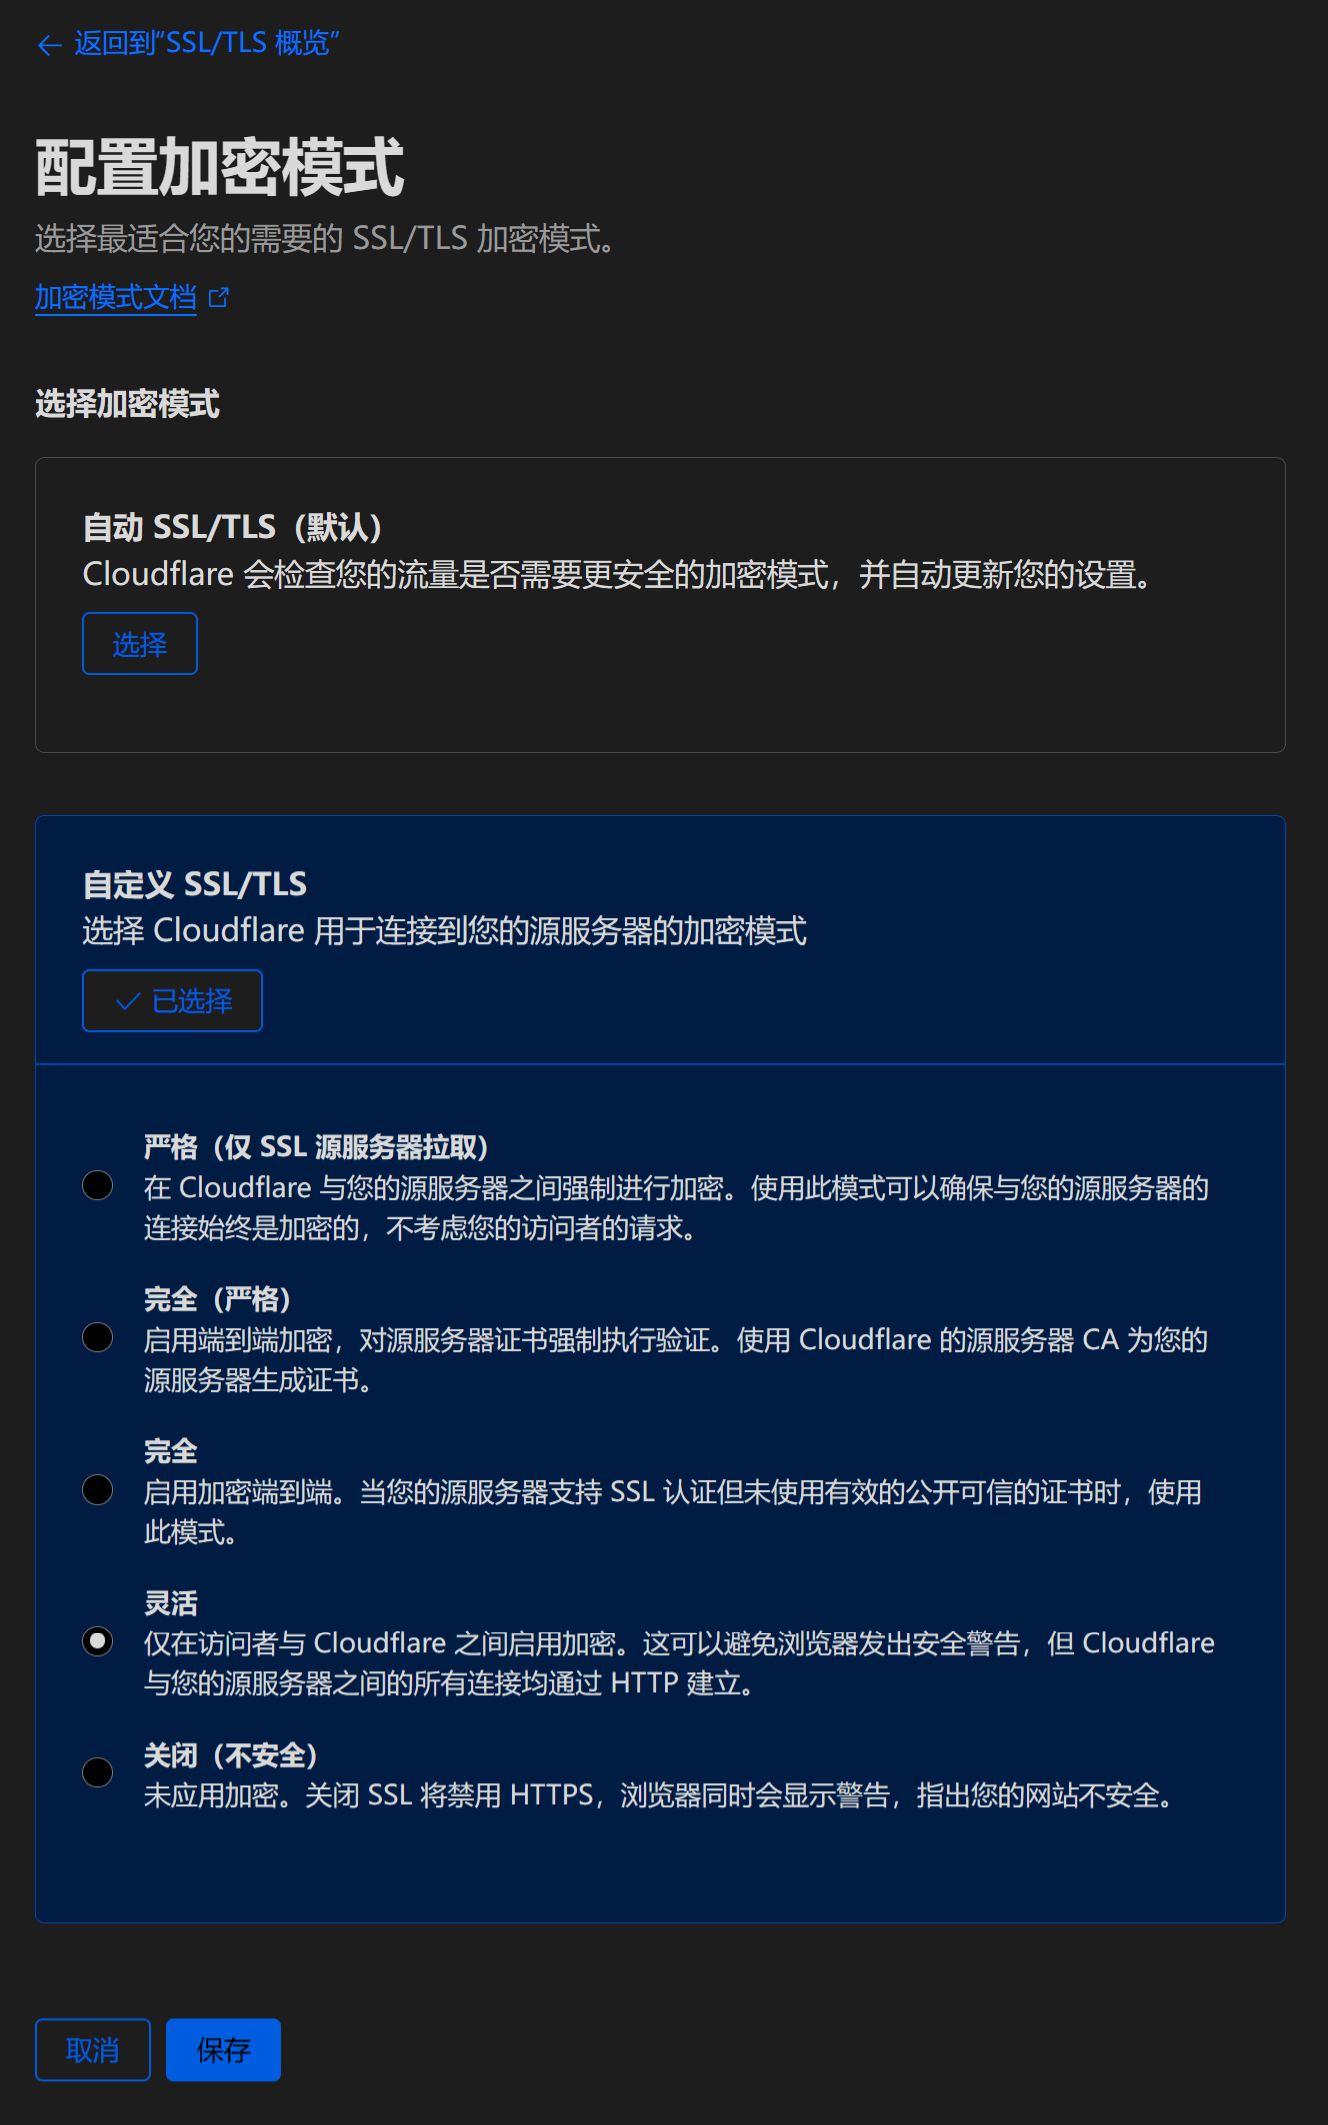 返回到“SSL/TLS 概览”
配置加密模式
选择最适合您的需要的 SSL/TLS 加密模式。
加密模式文档
选择加密模式
自动 SSL/TLS（默认）
Cloudflare 会检查您的流量是否需要更安全的加密模式，并自动更新您的设置。
选择
自定义 SSL/TLS
选择 Cloudflare 用于连接到您的源服务器的加密模式
已选择
严格（仅 SSL 源服务器拉取）
在 Cloudflare 与您的源服务器之间强制进行加密。使用此模式可以确保与您的源服务器的
连接始终是加密的，不考虑您的访问者的请求。
完全（严格）
启用端到端加密，对源服务器证书强制执行验证。使用 Cloudflare 的源服务器 CA 为您的
源服务器生成证书。
完全
启用加密端到端。当您的源服务器支持 SSL 认证但未使用有效的公开可信的证书时，使用
此模式。
灵活
仅在访问者与 Cloudflare 之间启用加密。这可以避免浏览器发出安全警告，但 Cloudflare
与您的源服务器之间的所有连接均通过 HTTP 建立。
关闭（不安全）
未应用加密。关闭 SSL 将禁用 HTTPS，浏览器同时会显示警告，指出您的网站不安全。
取消
保存